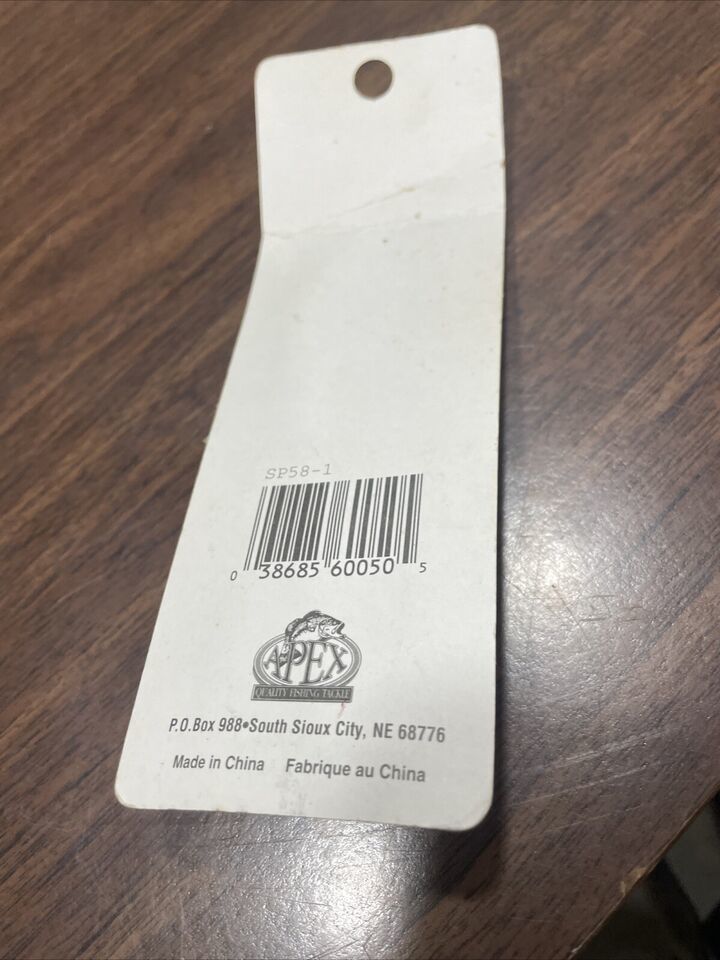 SP58-1
0 38685 60050 5
APEX
QUALITY FISHING TACKLE
P.O.Box 988•South Sioux City, NE 68776
Made in China Fabrique au China